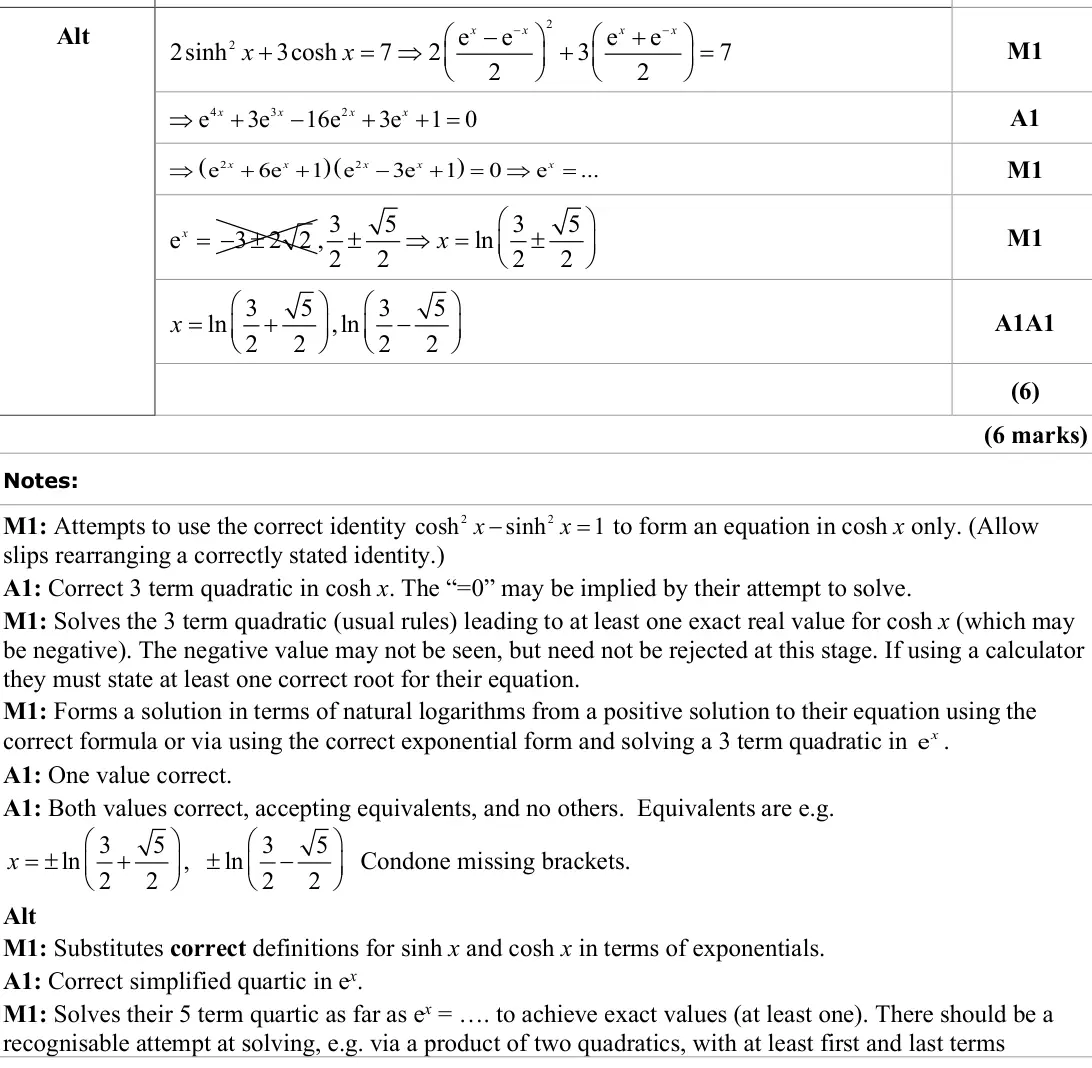 Alt
2 sinh² x + 3 cosh x = 7 ⇒ 2((eˣ − e⁻ˣ)/2)² + 3((eˣ + e⁻ˣ)/2) = 7 M1
⇒ e⁴ˣ + 3e³ˣ − 16e²ˣ + 3eˣ + 1 = 0 A1
⇒ (e²ˣ + 6eˣ + 1)(e²ˣ − 3eˣ + 1) = 0 ⇒ eˣ = ... M1
eˣ = −3 ± 2√2, 3/2 ± √5/2 ⇒ x = ln(3/2 ± √5/2) M1
x = ln(3/2 + √5/2), ln(3/2 − √5/2) A1A1
(6)
(6 marks)
Notes:
M1: Attempts to use the correct identity cosh² x − sinh² x = 1 to form an equation in cosh x only. (Allow
slips rearranging a correctly stated identity.)
A1: Correct 3 term quadratic in cosh x. The “=0” may be implied by their attempt to solve.
M1: Solves the 3 term quadratic (usual rules) leading to at least one exact real value for cosh x (which may
be negative). The negative value may not be seen, but need not be rejected at this stage. If using a calculator
they must state at least one correct root for their equation.
M1: Forms a solution in terms of natural logarithms from a positive solution to their equation using the
correct formula or via using the correct exponential form and solving a 3 term quadratic in eˣ.
A1: One value correct.
A1: Both values correct, accepting equivalents, and no others. Equivalents are e.g.
x = ± ln(3/2 + √5/2), ± ln(3/2 − √5/2) Condone missing brackets.
Alt
M1: Substitutes correct definitions for sinh x and cosh x in terms of exponentials.
A1: Correct simplified quartic in eˣ.
M1: Solves their 5 term quartic as far as eˣ = …. to achieve exact values (at least one). There should be a
recognisable attempt at solving, e.g. via a product of two quadratics, with at least first and last terms